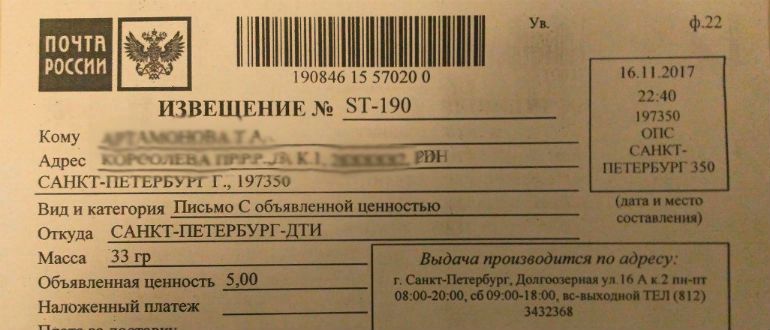 ПОЧТА
РОССИИ
190846 15 57020 0
Ув.
ф.22
ИЗВЕЩЕНИЕ № ST-190
16.11.2017
22:40
197350
ОПС
САНКТ-
ПЕТЕРБУРГ 350
(дата и место
составления)
Кому
Адрес
САНКТ-ПЕТЕРБУРГ Г., 197350
Вид и категория Письмо С объявленной ценностью
Откуда САНКТ-ПЕТЕРБУРГ-ДТИ
Масса 33 гр
Объявленная ценность 5,00
Наложенный платеж
Плата за доставку
Выдача производится по адресу:
г. Санкт-Петербург, Долгоозерная ул.16 А к.2 пн-пт
08:00-20:00, сб 09:00-18:00, вс-выходной ТЕЛ (812)
3432368